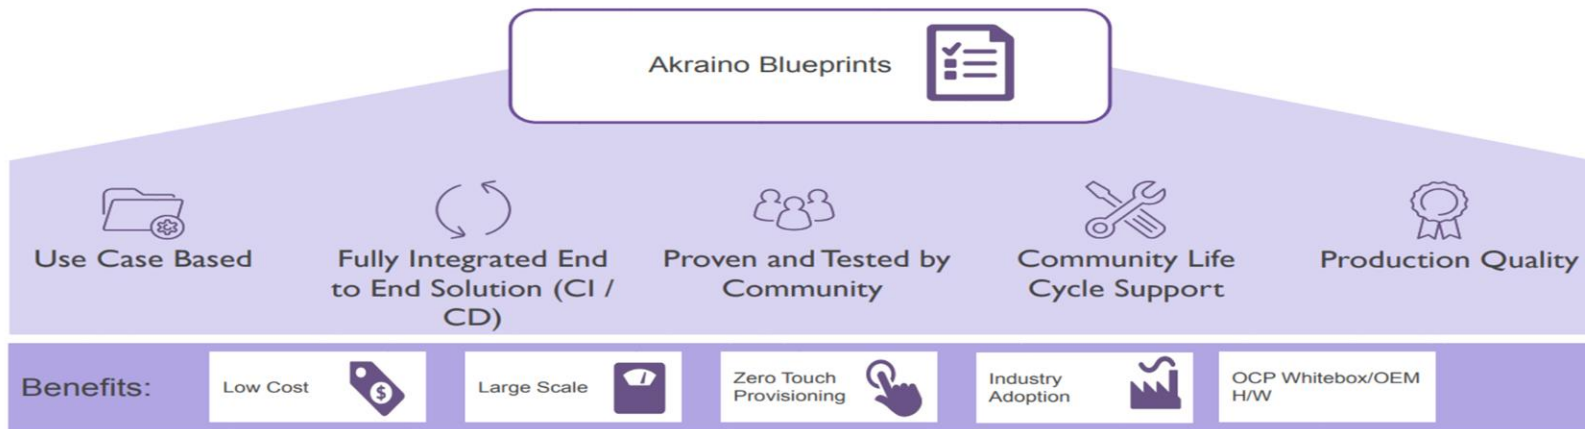 Akraino Blueprints
Use Case Based
Fully Integrated End
to End Solution (CI /
CD)
Proven and Tested by
Community
Community Life
Cycle Support
Production Quality
Benefits:
Low Cost
$
Large Scale
Zero Touch
Provisioning
Industry
Adoption
OCP Whitebox/OEM
H/W